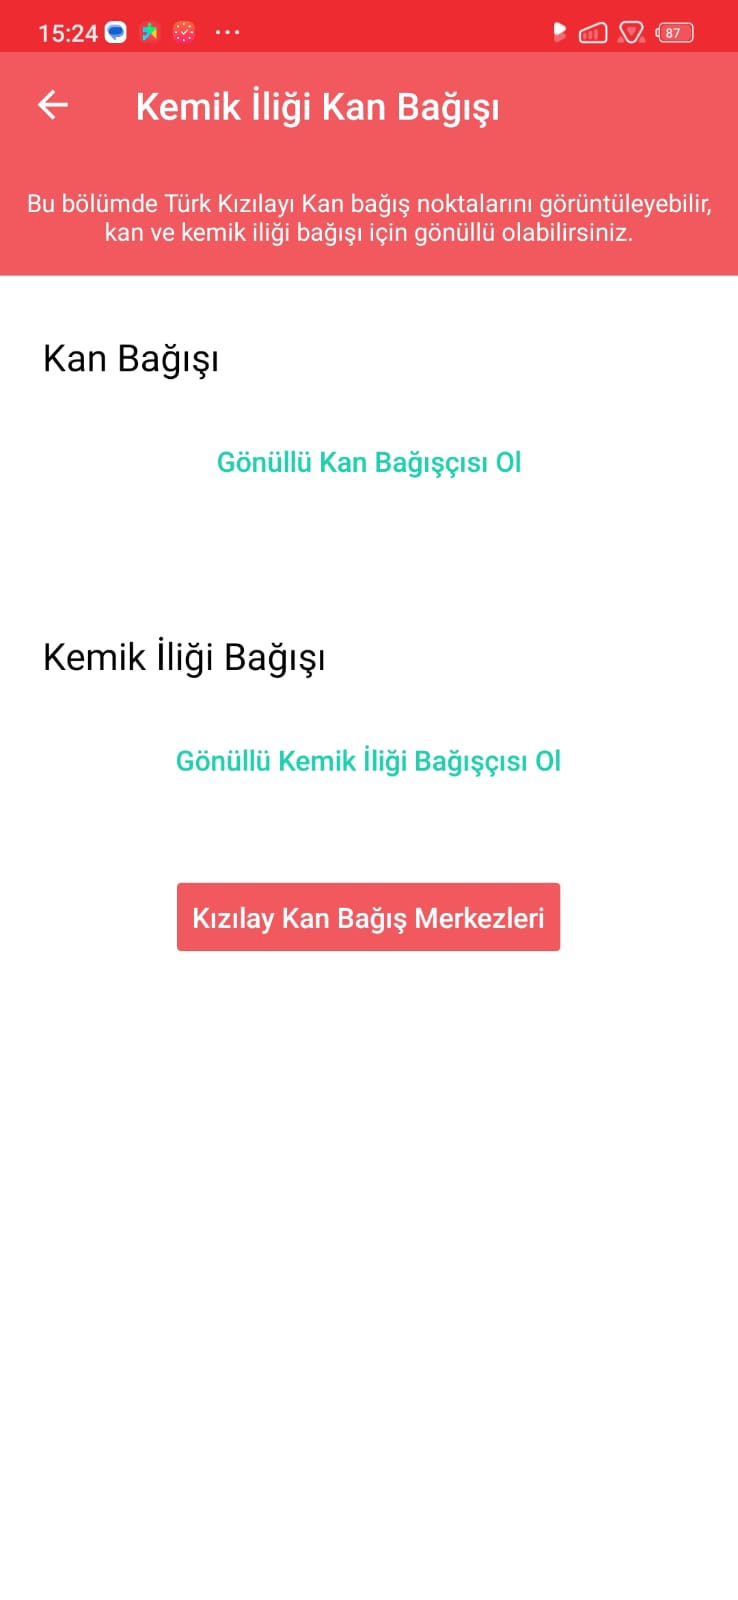 15:24
87
Kemik İliği Kan Bağışı
Bu bölümde Türk Kızılayı Kan bağış noktalarını görüntüleyebilir,
kan ve kemik iliği bağışı için gönüllü olabilirsiniz.
Kan Bağışı
Gönüllü Kan Bağışçısı Ol
Kemik İliği Bağışı
Gönüllü Kemik İliği Bağışçısı Ol
Kızılay Kan Bağış Merkezleri